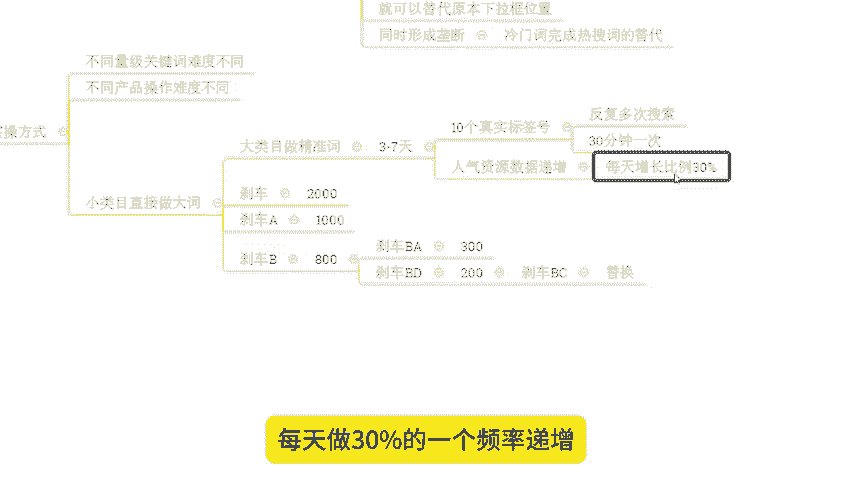 就可以替代原本下拉框位置
同时形成垄断 冷门词完成热搜词的替代
不同量级关键词难度不同
不同产品操作难度不同
操方式
大类目做精准词 3-7天
10个真实标签号
反复多次搜索
30分钟一次
人气资源数据递增
每天增长比例30%
小类目直接做大词
刹车 2000
刹车A 1000
刹车B 800
刹车BA 300
刹车BD 200 刹车BC 替换
每天做30%的一个频率递增